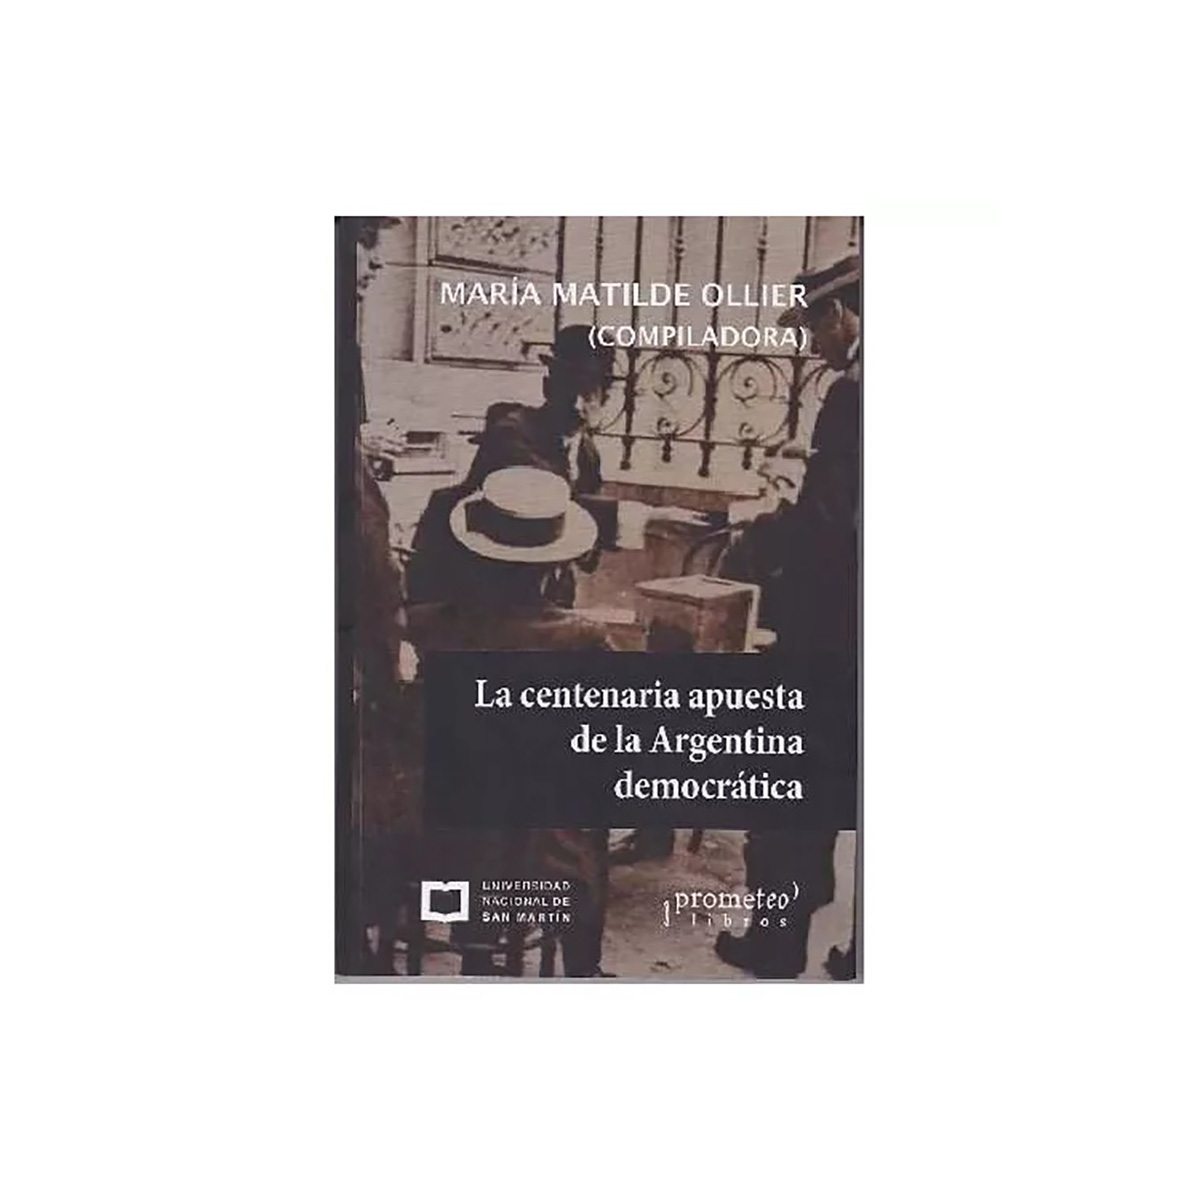 MARÍA MATILDE OLLIER
(COMPILADORA)
La centenaria apuesta
de la Argentina
democrática
UNIVERSIDAD
NACIONAL DE
SAN MARTÍN
prometeo
libros